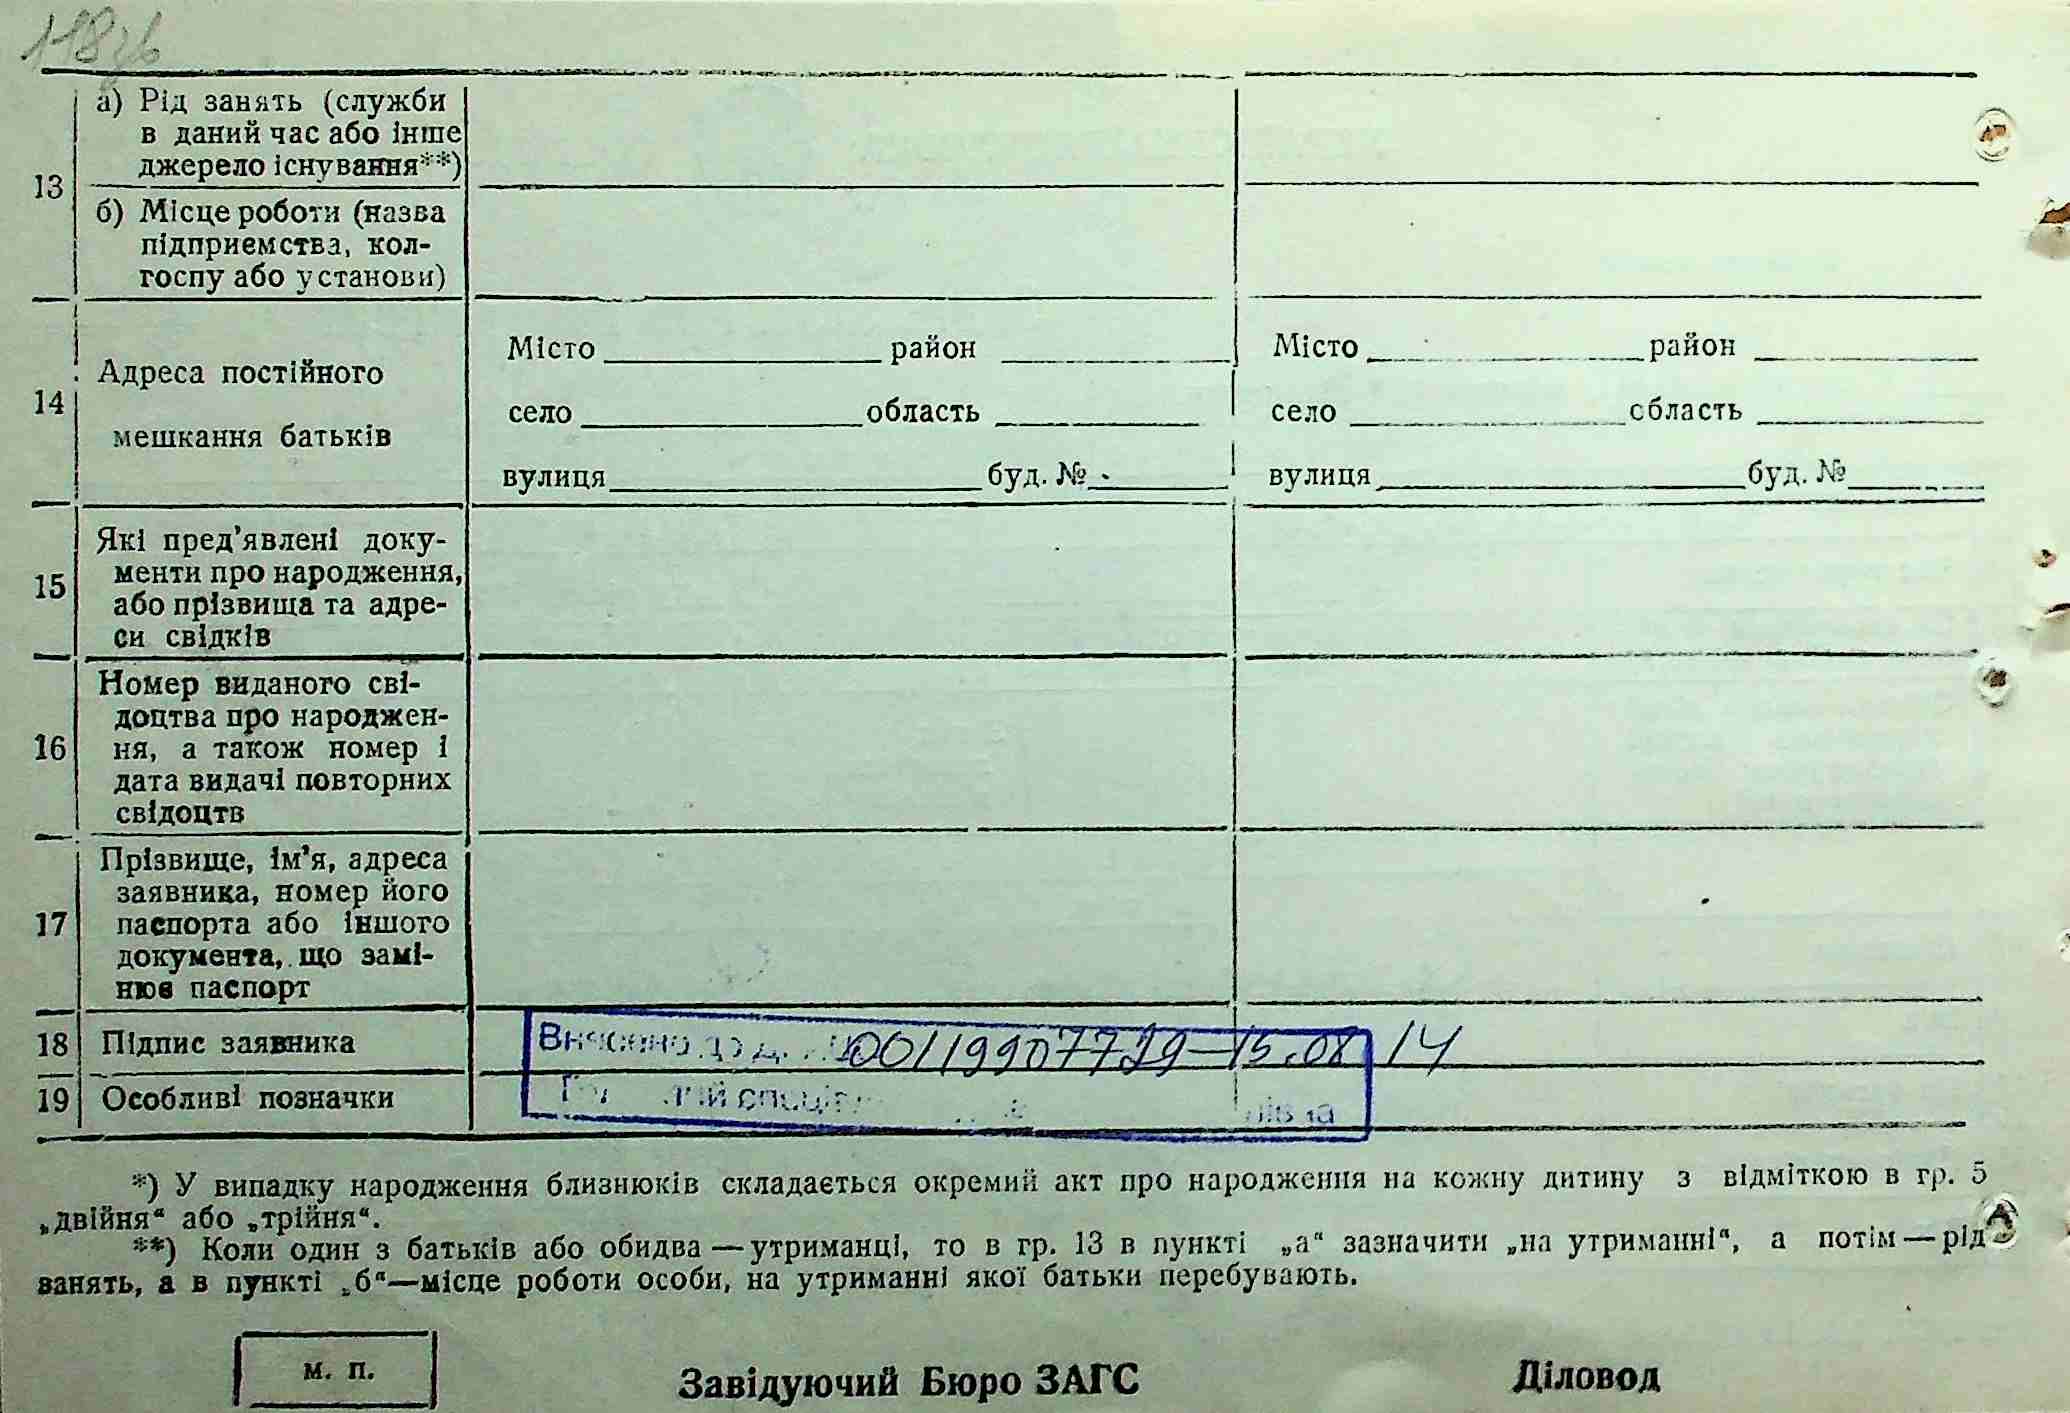 118зв
13
а) Рід занять (служби
в даний час або інше
джерело існування**)
б) Місце роботи (назва
підприемства, кол-
госпу або установи)
14
Адреса постійного
мешкання батьків
Місто район
село область
вулиця буд. №
Місто район
село область
вулиця буд. №
15
Які пред'явлені доку-
менти про народження,
або прізвища та адре-
си свідків
16
Номер виданого сві-
доцтва про народжен-
ня, а також номер і
дата видачі повторних
свідоцтв
17
Прізвище, ім'я, адреса
заявника, номер його
паспорта або іншого
документа, що замі-
нює паспорт
18 Підпис заявника
Внесено до 00119907729–15.08 14
19 Особливі позначки
*) У випадку народження близнюків складається окремий акт про народження на кожну дитину з відміткою в гр. 5
„двійня“ або „трійня“.
**) Коли один з батьків або обидва — утриманці, то в гр. 13 в пункті „а“ зазначити „на утриманні“, а потім — рід
занять, а в пункті „б“—місце роботи особи, на утриманні якої батьки перебувають.
м. п.
Завідуючий Бюро ЗАГС
Діловод